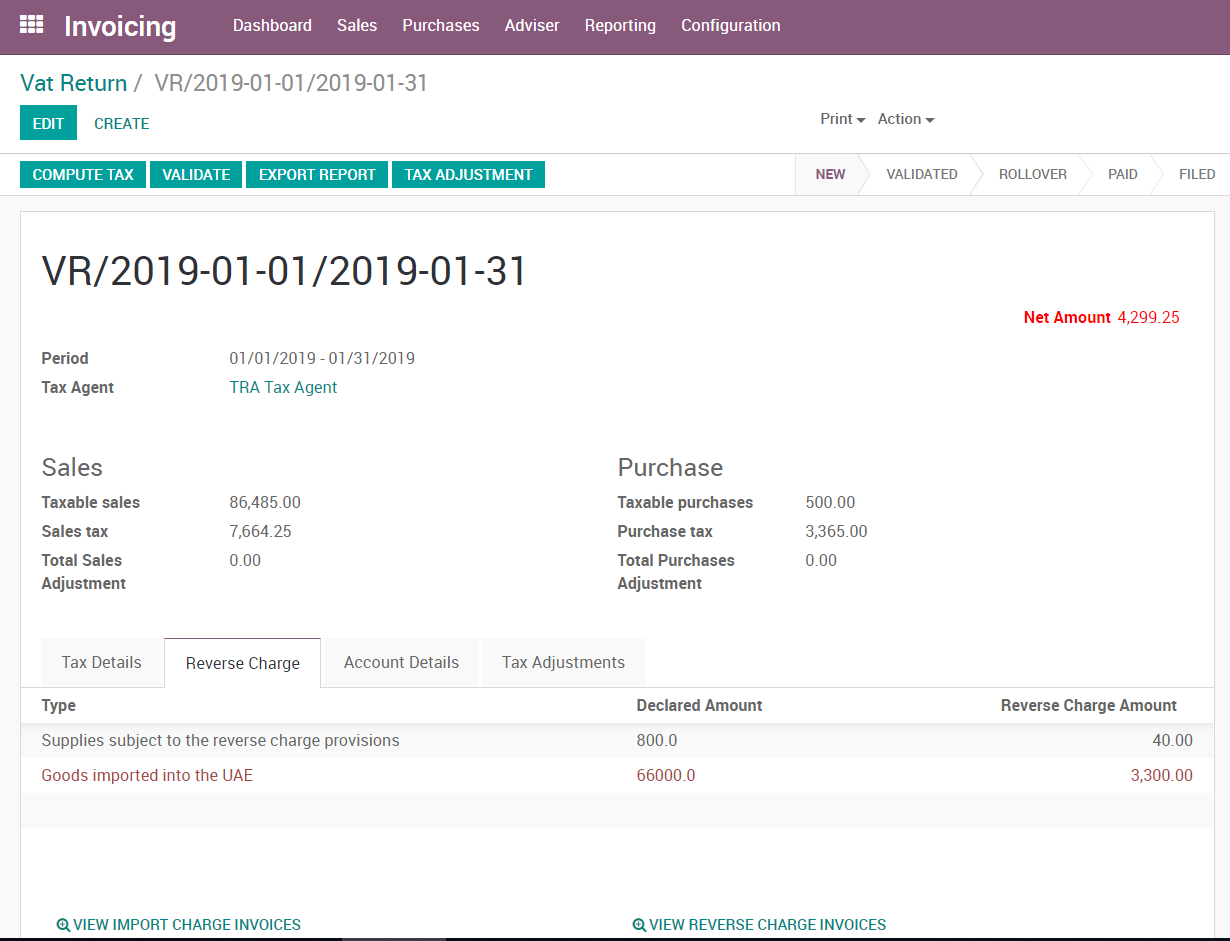 Invoicing Dashboard Sales Purchases Adviser Reporting Configuration
Vat Return / VR/2019-01-01/2019-01-31
EDIT CREATE Print Action
COMPUTE TAX VALIDATE EXPORT REPORT TAX ADJUSTMENT NEW VALIDATED ROLLOVER PAID FILED
VR/2019-01-01/2019-01-31
Net Amount 4,299.25
Period 01/01/2019 - 01/31/2019
Tax Agent TRA Tax Agent
Sales Purchase
Taxable sales 86,485.00 Taxable purchases 500.00
Sales tax 7,664.25 Purchase tax 3,365.00
Total Sales 0.00 Total Purchases 0.00
Adjustment Adjustment
Tax Details Reverse Charge Account Details Tax Adjustments
Type Declared Amount Reverse Charge Amount
Supplies subject to the reverse charge provisions 800.0 40.00
Goods imported into the UAE 66000.0 3,300.00
VIEW IMPORT CHARGE INVOICES VIEW REVERSE CHARGE INVOICES